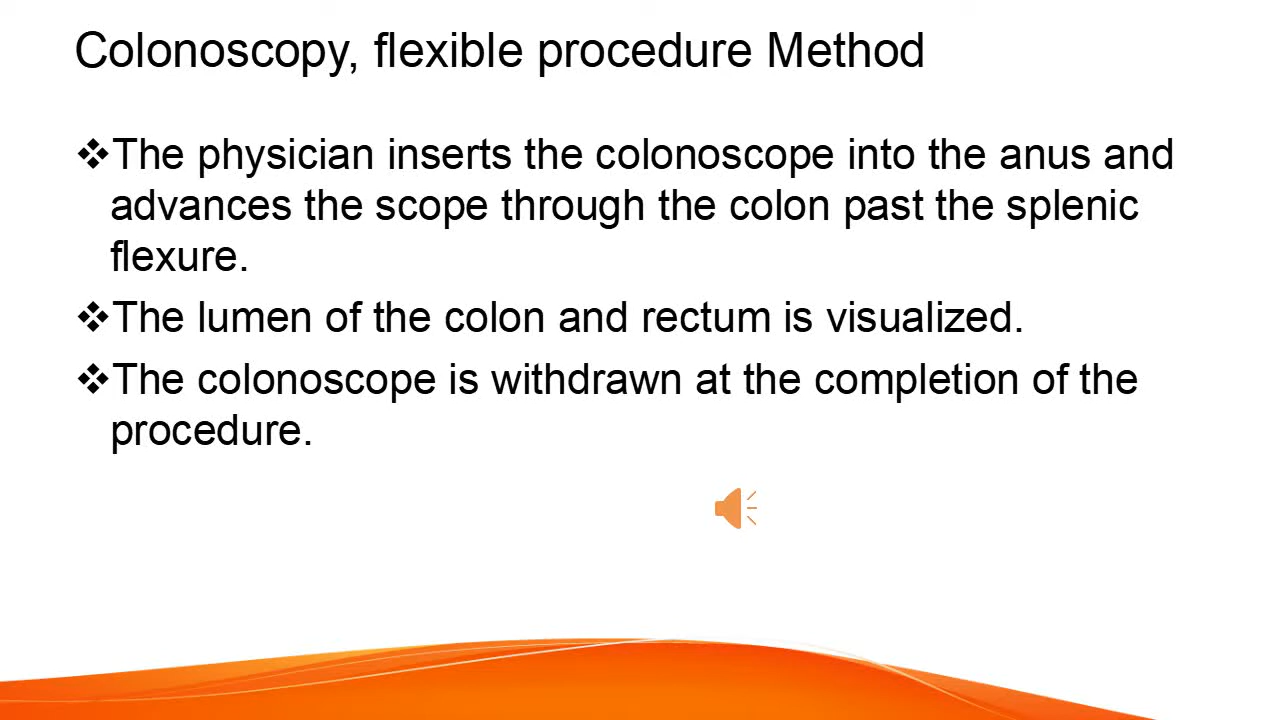 Colonoscopy, flexible procedure Method
❖The physician inserts the colonoscope into the anus and
advances the scope through the colon past the splenic
flexure.
❖The lumen of the colon and rectum is visualized.
❖The colonoscope is withdrawn at the completion of the
procedure.